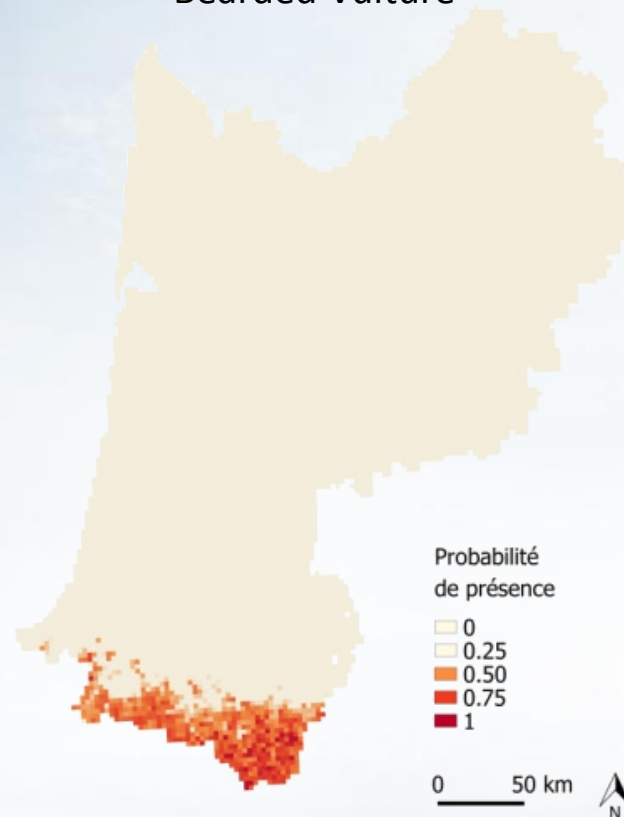 Bearded Vulture
Probabilité
de présence
0
0.25
0.50
0.75
1
0 50 km
N